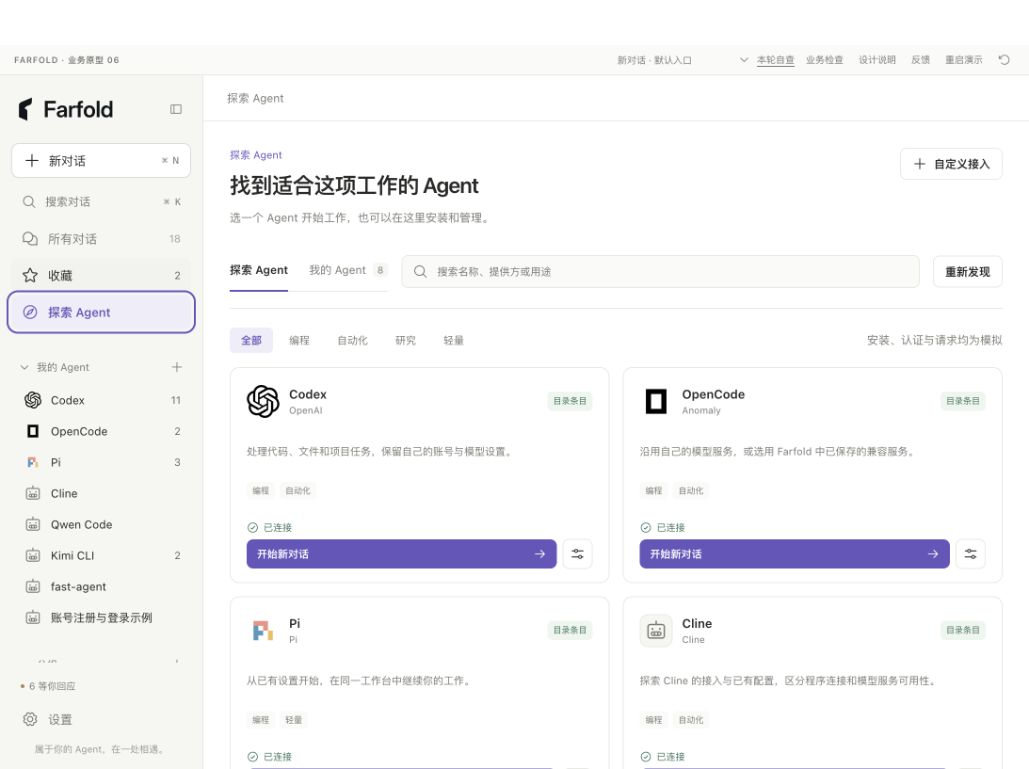 FARFOLD · 业务原型 06
新对话 · 默认入口
本轮自查
业务检查
设计说明
反馈
重启演示
Farfold
新对话
⌘ N
搜索对话
⌘ K
所有对话
18
收藏
2
探索 Agent
我的 Agent
Codex
11
OpenCode
2
Pi
3
Cline
Qwen Code
Kimi CLI
2
fast-agent
账号注册与登录示例
6 等你回应
设置
属于你的 Agent，在一处相遇。
探索 Agent
探索 Agent
找到适合这项工作的 Agent
选一个 Agent 开始工作，也可以在这里安装和管理。
自定义接入
探索 Agent
我的 Agent 8
搜索名称、提供方或用途
重新发现
全部
编程
自动化
研究
轻量
安装、认证与请求均为模拟
Codex
OpenAI
目录条目
处理代码、文件和项目任务，保留自己的账号与模型设置。
编程
自动化
已连接
开始新对话
OpenCode
Anomaly
目录条目
沿用自己的模型服务，或选用 Farfold 中已保存的兼容服务。
编程
自动化
已连接
开始新对话
Pi
Pi
目录条目
从已有设置开始，在同一工作台中继续你的工作。
编程
轻量
已连接
Cline
Cline
目录条目
探索 Cline 的接入与已有配置，区分程序连接和模型服务可用性。
编程
自动化
已连接